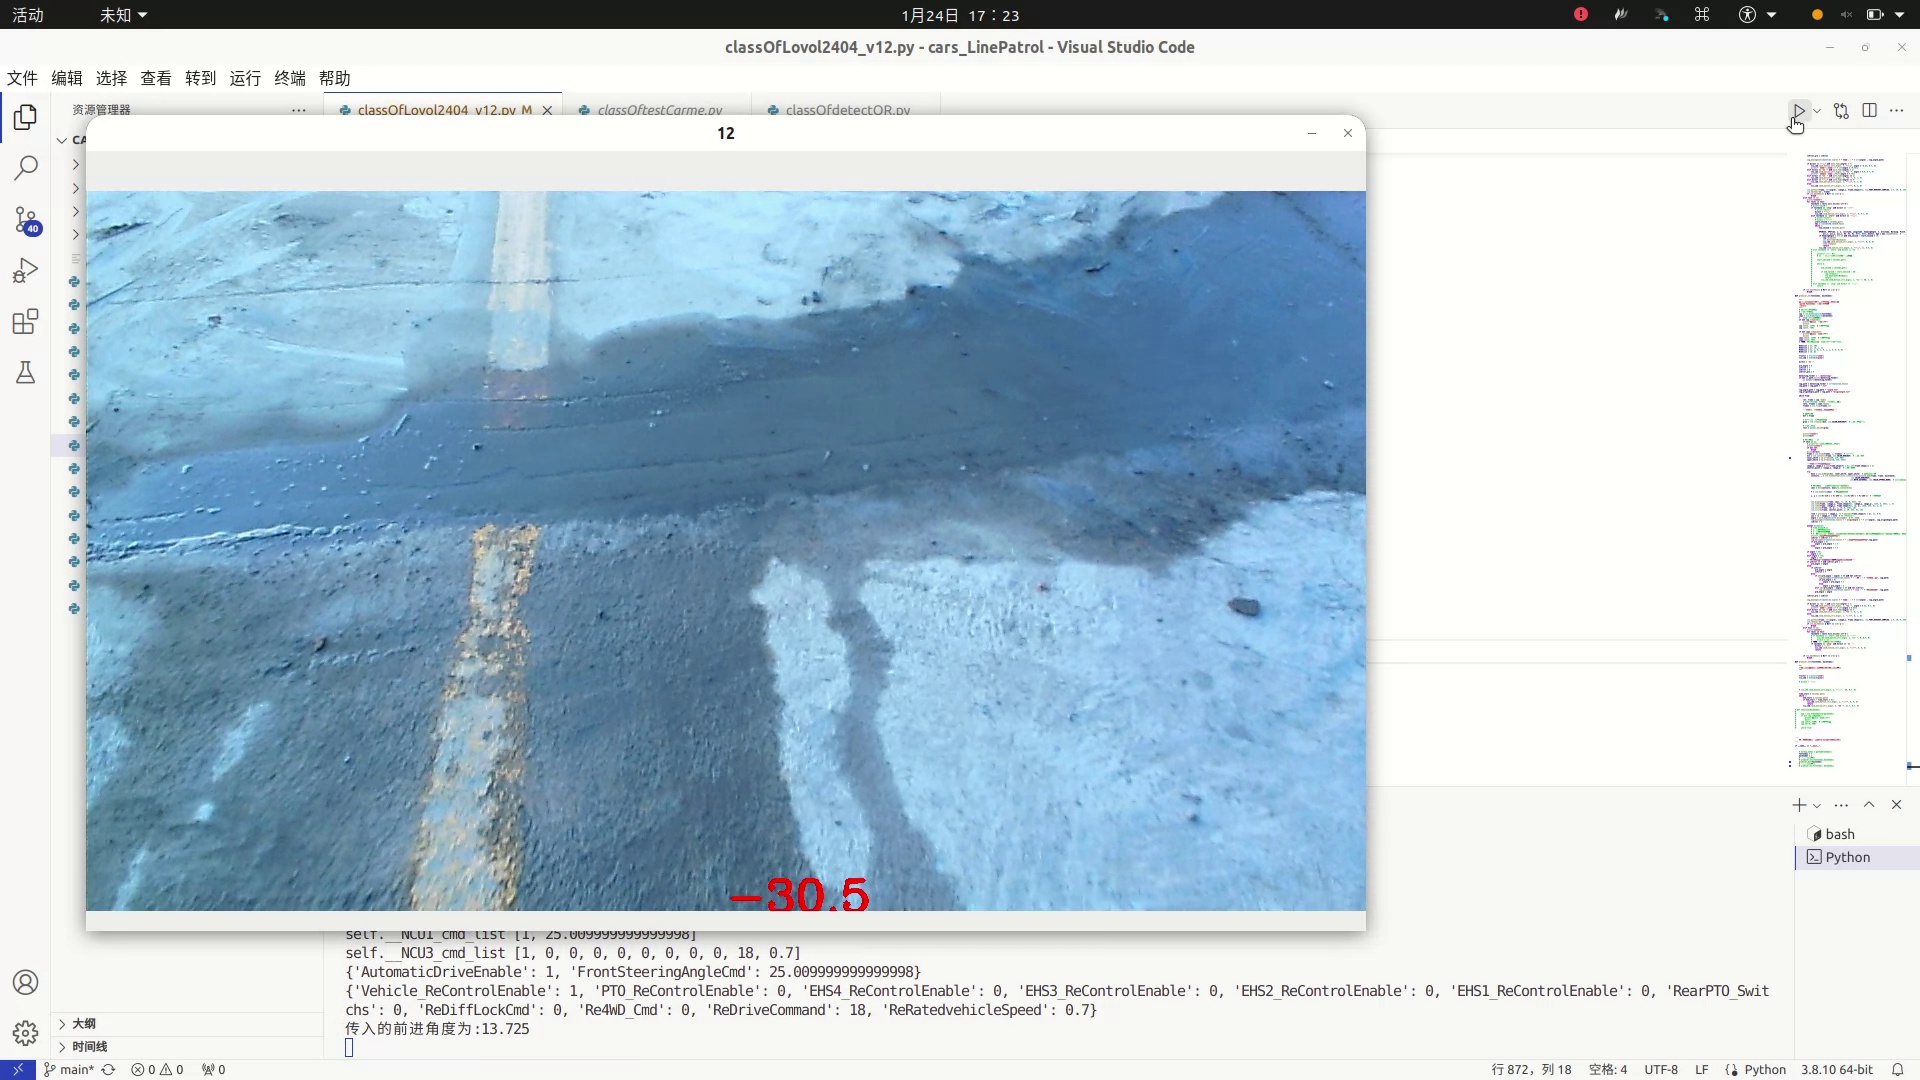 活动
未知
1月24日 17：23
classOfLovol2404_v12.py - cars_LinePatrol - Visual Studio Code
文件 编辑 选择 查看 转到 运行 终端 帮助
资源管理器
classOfLovol2404_v12.py M
classOftestCarme.py
classOfdetectQR.py
CA
12
40
-30.5
bash
Python
self.__NCU1_cmd_list [1, 25.009999999999998]
self.__NCU3_cmd_list [1, 0, 0, 0, 0, 0, 0, 0, 0, 18, 0.7]
{'AutomaticDriveEnable': 1, 'FrontSteeringAngleCmd': 25.009999999999998}
{'Vehicle_ReControlEnable': 1, 'PTO_ReControlEnable': 0, 'EHS4_ReControlEnable': 0, 'EHS3_ReControlEnable': 0, 'EHS2_ReControlEnable': 0, 'EHS1_ReControlEnable': 0, 'RearPTO_Swit
chs': 0, 'ReDiffLockCmd': 0, 'Re4WD_Cmd': 0, 'ReDriveCommand': 18, 'ReRatedvehicleSpeed': 0.7}
传入的前进角度为:13.725
大纲
时间线
main* 0 0 0
行 872，列 18 空格: 4 UTF-8 LF Python 3.8.10 64-bit